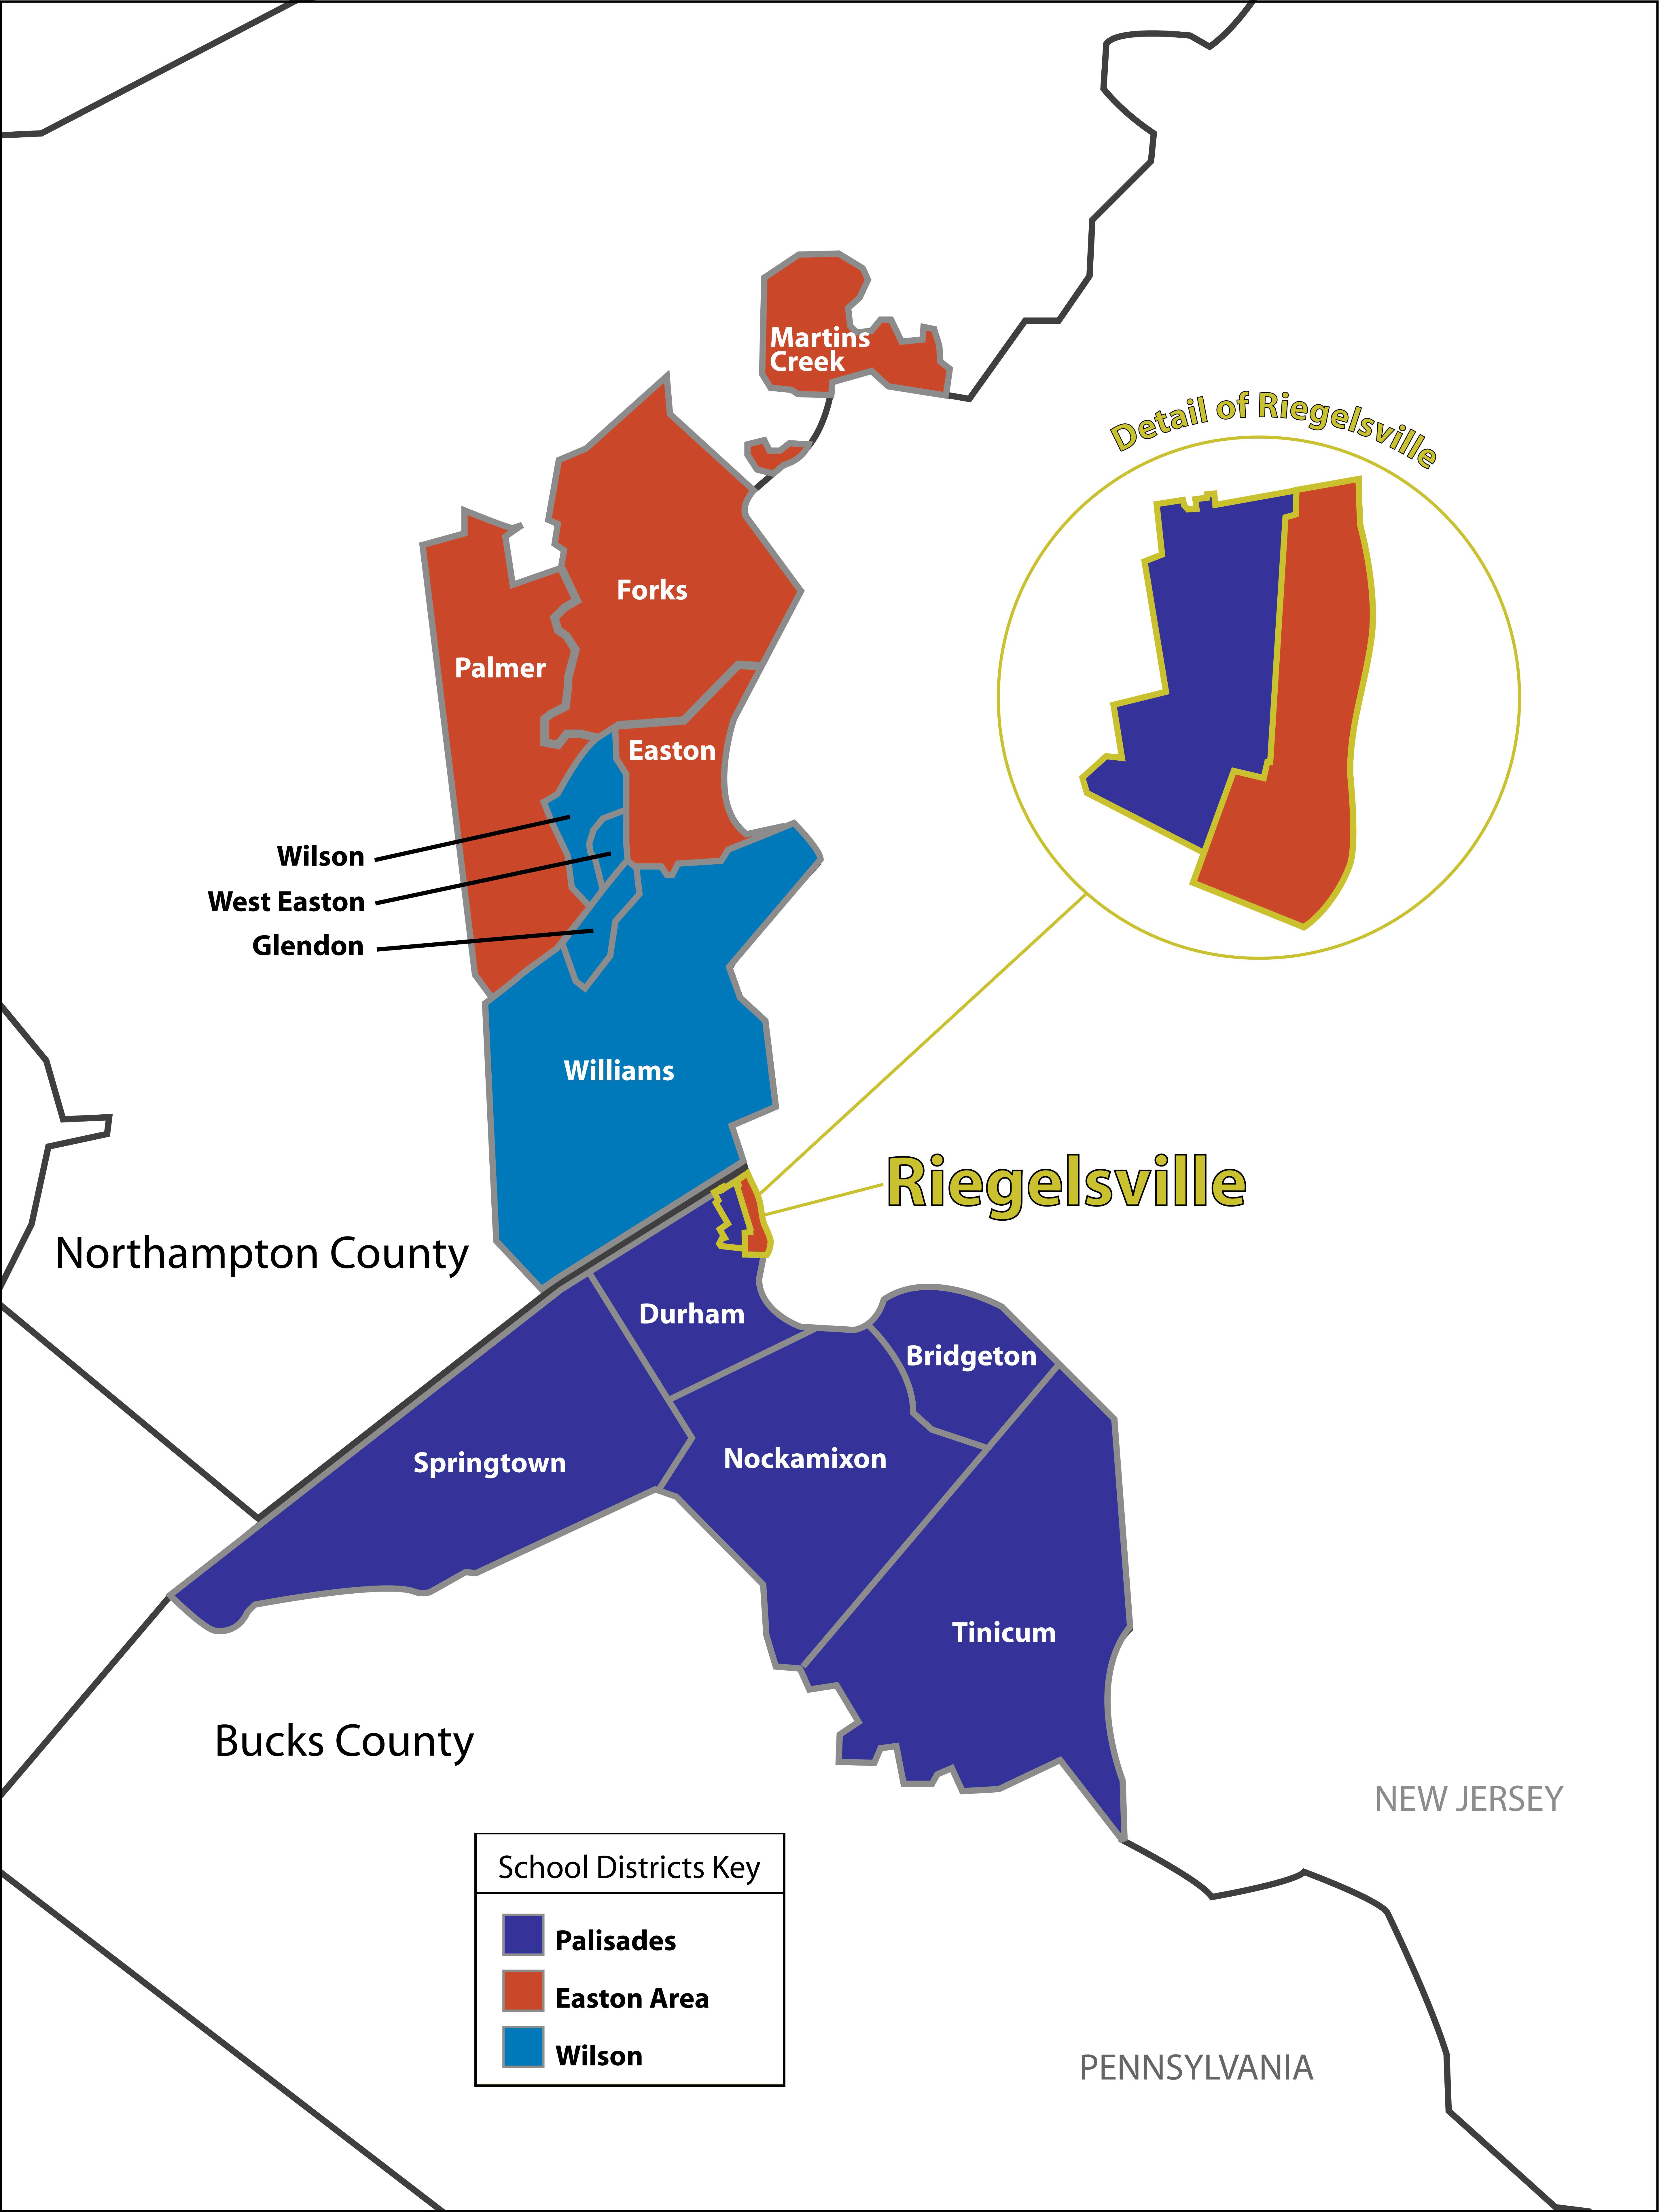 Martins
Creek
Detail of Riegelsville
Forks
Palmer
Easton
Wilson
West Easton
Glendon
Williams
Riegelsville
Northampton County
Durham
Bridgeton
Springtown
Nockamixon
Tinicum
Bucks County
NEW JERSEY
School Districts Key
Palisades
Easton Area
Wilson
PENNSYLVANIA